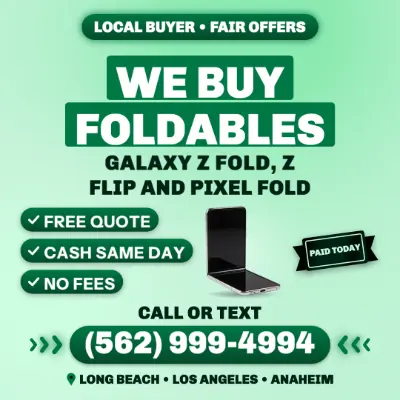 LOCAL BUYER • FAIR OFFERS
WE BUY
FOLDABLES
GALAXY Z FOLD, Z
FLIP AND PIXEL FOLD
FREE QUOTE
CASH SAME DAY
NO FEES
PAID TODAY
CALL OR TEXT
(562) 999-4994
LONG BEACH • LOS ANGELES • ANAHEIM